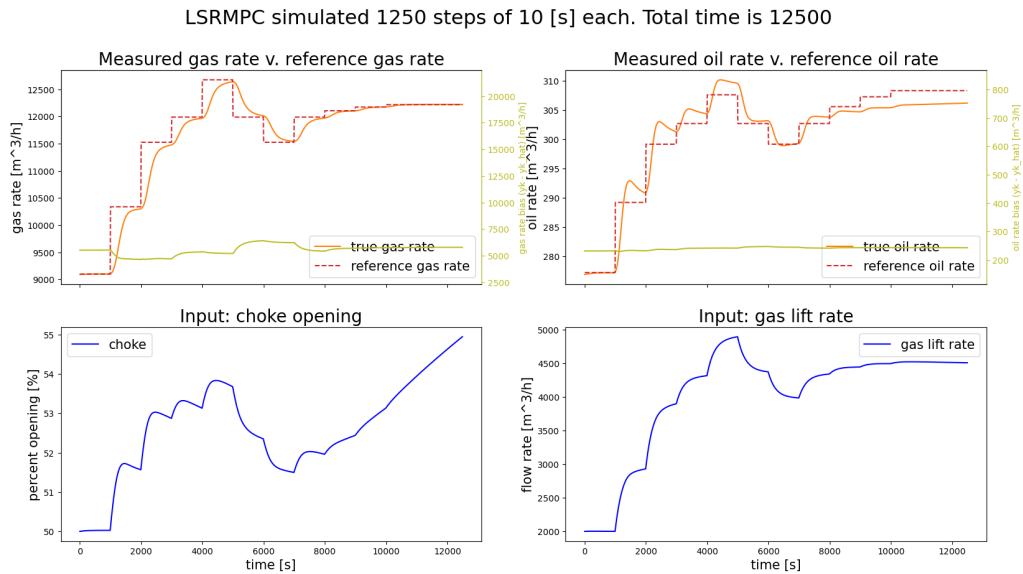 LSRMPC simulated 1250 steps of 10 [s] each. Total time is 12500
Measured gas rate v. reference gas rate
gas rate [m^3/h]
12500
12000
11500
11000
10500
10000
9500
9000
20000
17500
15000
12500
10000
7500
5000
2500
gas rate bias (yk - yk_hat) [m^3/h]
true gas rate
reference gas rate
Measured oil rate v. reference oil rate
oil rate [m^3/h]
310
305
300
295
290
285
280
800
700
600
500
400
300
200
oil rate bias (yk - yk_hat) [m^3/h]
true oil rate
reference oil rate
Input: choke opening
percent opening [%]
55
54
53
52
51
50
choke
0 2000 4000 6000 8000 10000 12000
time [s]
Input: gas lift rate
flow rate [m^3/h]
5000
4500
4000
3500
3000
2500
2000
gas lift rate
0 2000 4000 6000 8000 10000 12000
time [s]